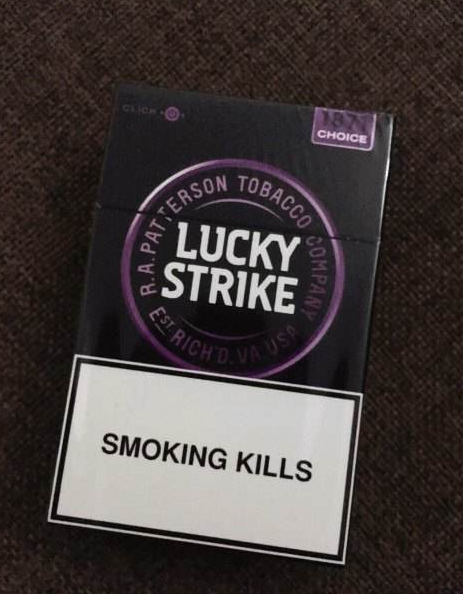 CLICK
1871
CHOICE
R.A.PATTERSON TOBACCO COMPANY
LUCKY
STRIKE
EST. RICH'D.VA USA
SMOKING KILLS